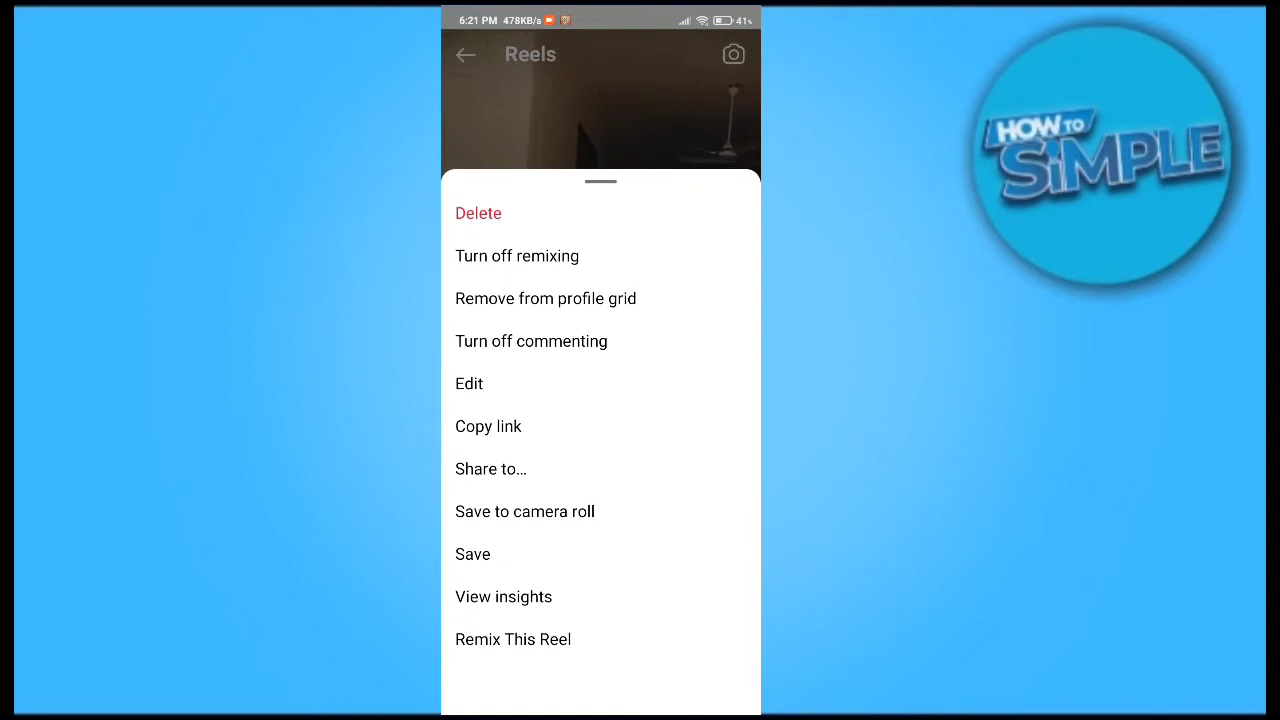 6:21 PM 478KB/s 41%
Reels
HOW TO
SiMPLE
Delete
Turn off remixing
Remove from profile grid
Turn off commenting
Edit
Copy link
Share to...
Save to camera roll
Save
View insights
Remix This Reel